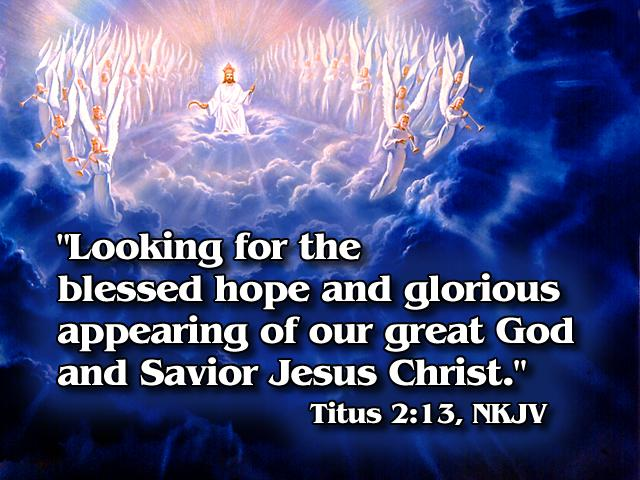 "Looking for the
blessed hope and glorious
appearing of our great God
and Savior Jesus Christ."
Titus 2:13, NKJV